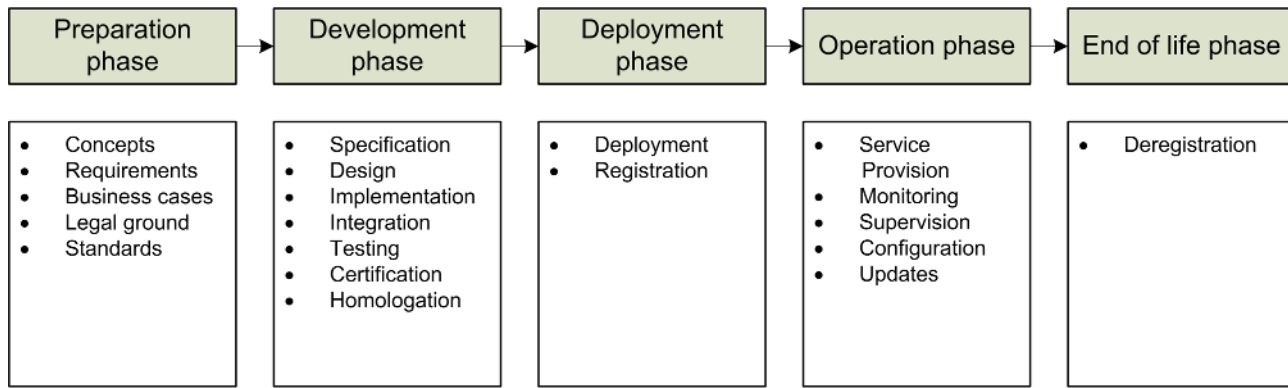 Preparation
phase
Development
phase
Deployment
phase
Operation phase
End of life phase
• Concepts
• Requirements
• Business cases
• Legal ground
• Standards
• Specification
• Design
• Implementation
• Integration
• Testing
• Certification
• Homologation
• Deployment
• Registration
• Service
Provision
• Monitoring
• Supervision
• Configuration
• Updates
• Deregistration